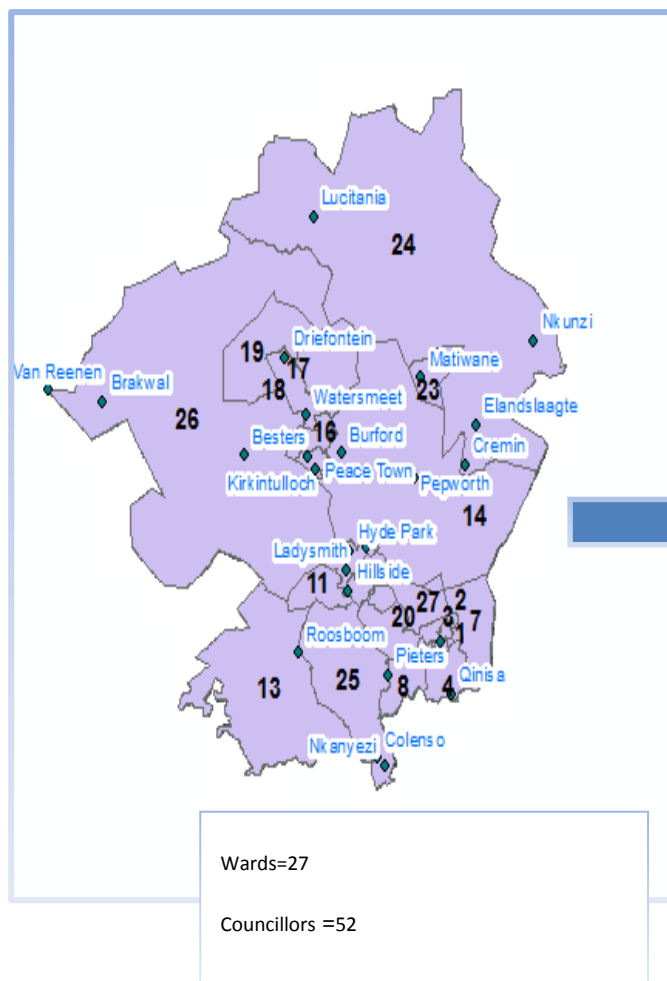 Lucitania
24
Nkunzi
Driefontein
19
17
Matiwane
Van Reenen
Brakwal
18
23
Watersmeet
26
Elandslaagte
16
Besters
Burford
Cremin
Kirkintulloch
Peace Town
Pepworth
14
Hyde Park
Ladysmith
Hillside
11
27
2
20
3
7
1
Roosboom
Pieters
13
25
8
4
Qinisa
Nkanyezi
Colenso
Wards=27
Councillors =52